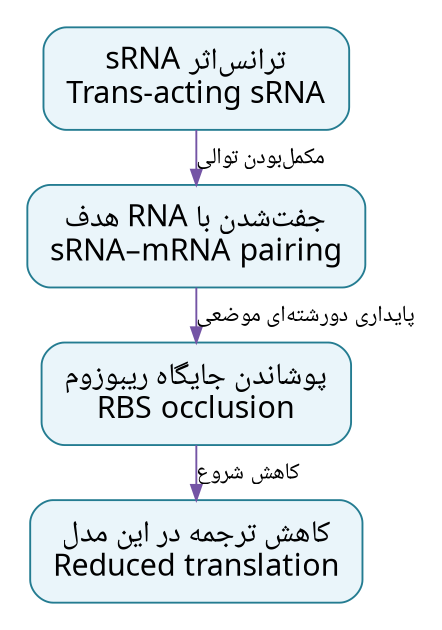 sRNA ترانس‌اثر
Trans-acting sRNA
مکمل‌بودن توالی
جفت‌شدن با RNA هدف
sRNA–mRNA pairing
پایداری دورشته‌ای موضعی
پوشاندن جایگاه ریبوزوم
RBS occlusion
کاهش شروع
کاهش ترجمه در این مدل
Reduced translation